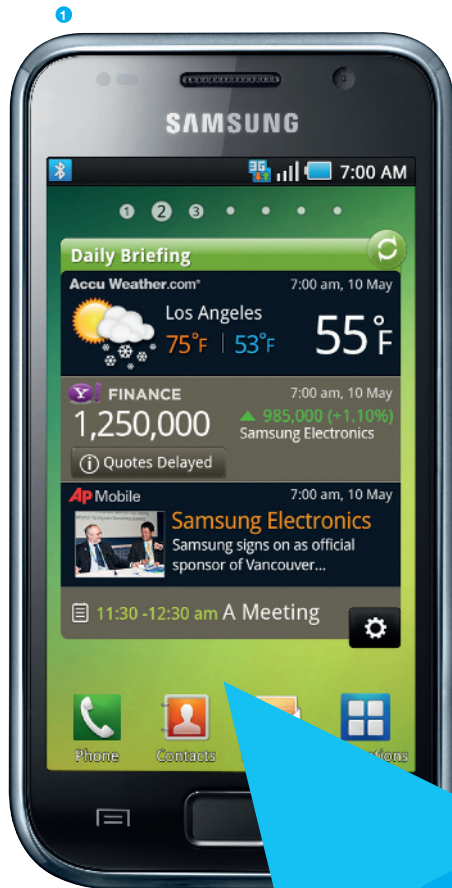 1
SAMSUNG
3G 7:00 AM
1 2 3
Daily Briefing
Accu Weather.com® 7:00 am, 10 May
Los Angeles
75°F | 53°F 55°F
Y! FINANCE 7:00 am, 10 May
1,250,000 ▲ 985,000 (+1.10%)
Samsung Electronics
i Quotes Delayed
AP Mobile 7:00 am, 10 May
Samsung Electronics
Samsung signs on as official
sponsor of Vancouver...
11:30 -12:30 am A Meeting
Phone Contacts